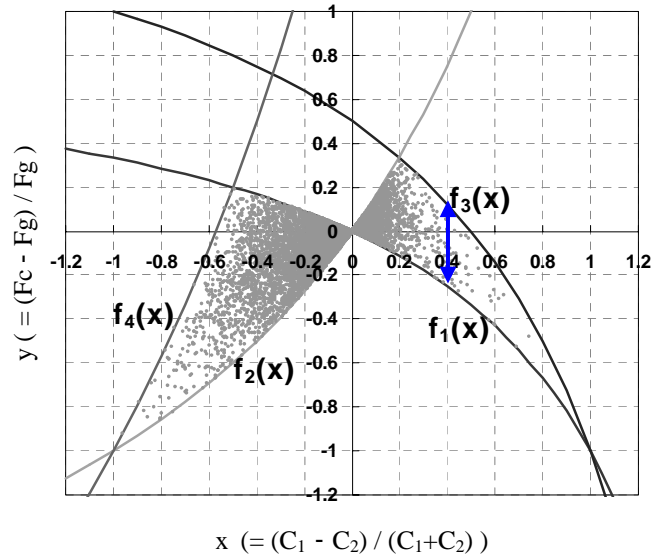 1
0.8
0.6
0.4
0.2
0
-0.2
-0.4
-0.6
-0.8
-1
-1.2
-1.2 -1 -0.8 -0.6 -0.4 -0.2 0 0.2 0.4 0.6 0.8 1 1.2
f3(x)
f1(x)
f4(x)
f2(x)
y ( = (Fc - Fg) / Fg )
x (= (C1 - C2) / (C1+C2) )